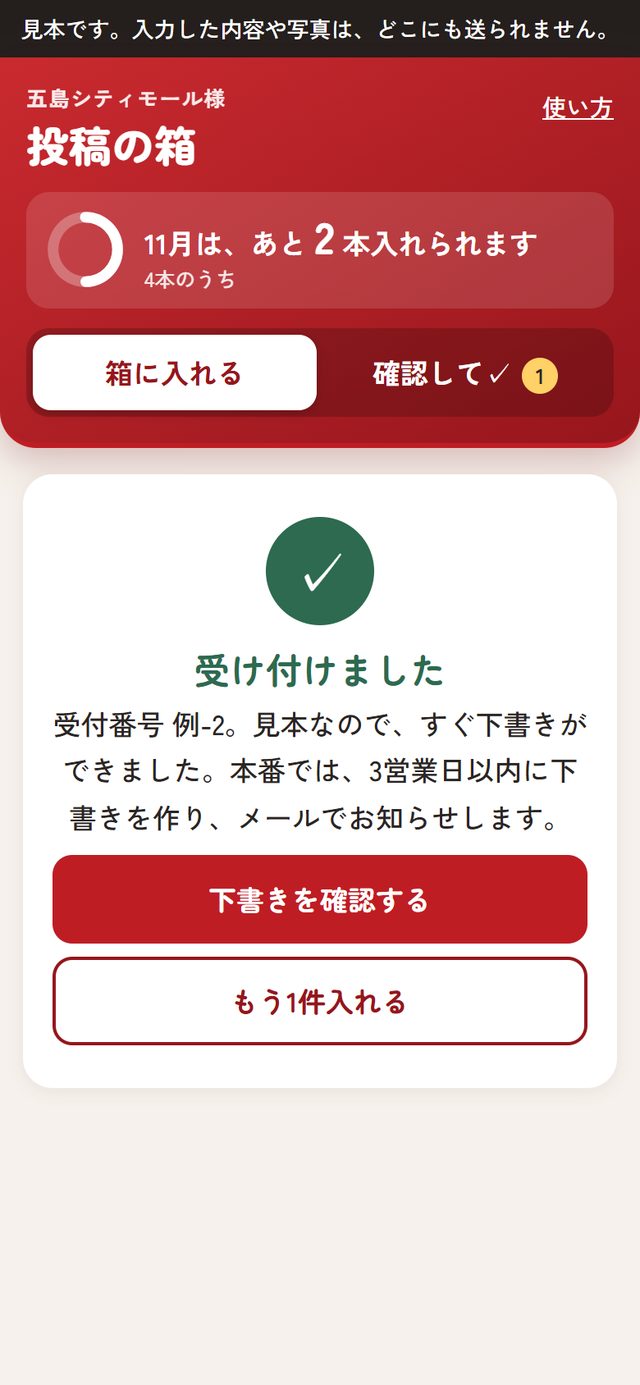 見本です。入力した内容や写真は、どこにも送られません。
五島シティモール様
使い方
投稿の箱
11月は、あと 2 本入れられます
4本のうち
箱に入れる
確認して✓ 1
✓
受け付けました
受付番号 例-2。見本なので、すぐ下書きが
できました。本番では、3営業日以内に下
書きを作り、メールでお知らせします。
下書きを確認する
もう1件入れる